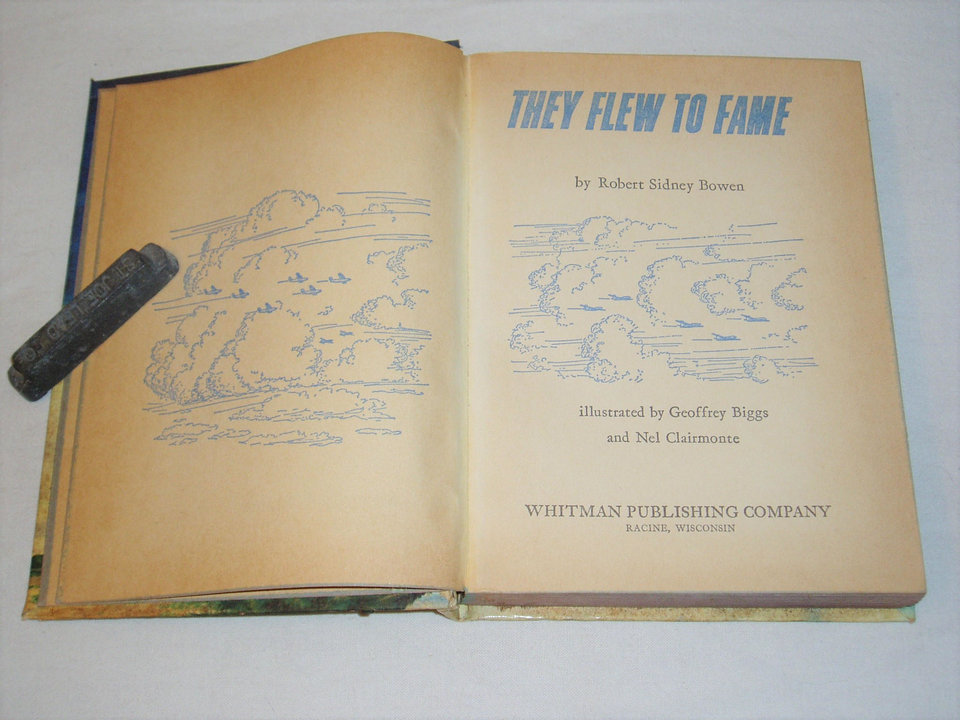 THEY FLEW TO FAME
by Robert Sidney Bowen
illustrated by Geoffrey Biggs
and Nel Clairmonte
WHITMAN PUBLISHING COMPANY
RACINE, WISCONSIN